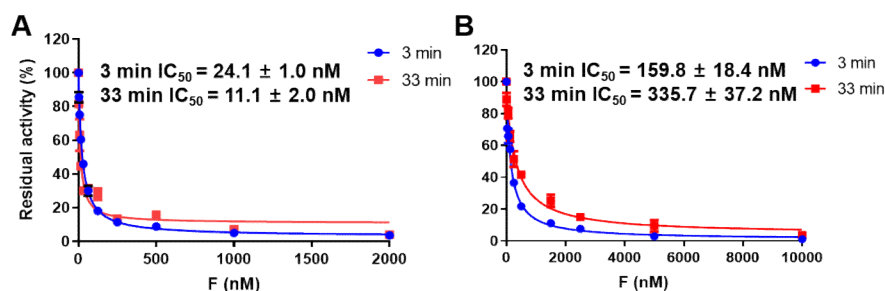 A
3 min IC50 = 24.1 ± 1.0 nM
33 min IC50 = 11.1 ± 2.0 nM
3 min
33 min
Residual activity (%)
120
100
80
60
40
20
0
0
500
1000
1500
2000
F (nM)
B
3 min IC50 = 159.8 ± 18.4 nM
33 min IC50 = 335.7 ± 37.2 nM
3 min
33 min
120
100
80
60
40
20
0
0
2000
4000
6000
8000
10000
F (nM)